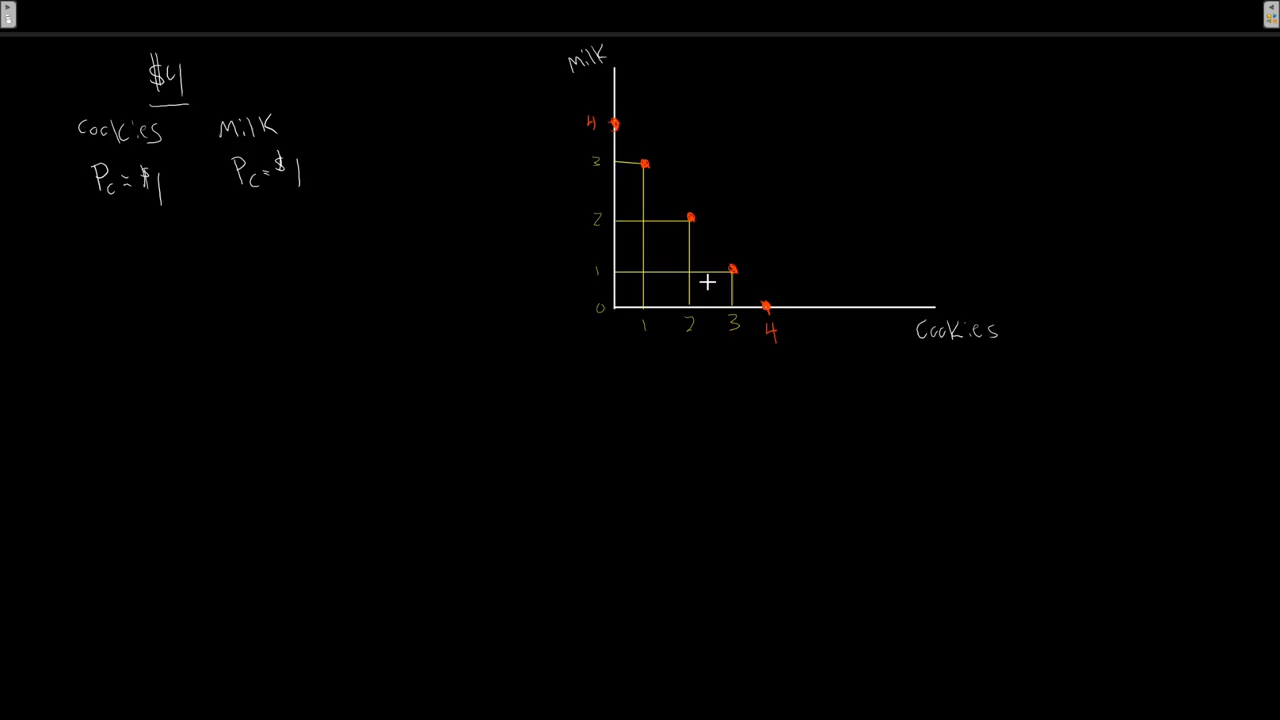 $4
Cookies Milk
Pc = $1 Pc = $1
Milk
4
3
2
1
0
1 2 3 4
Cookies